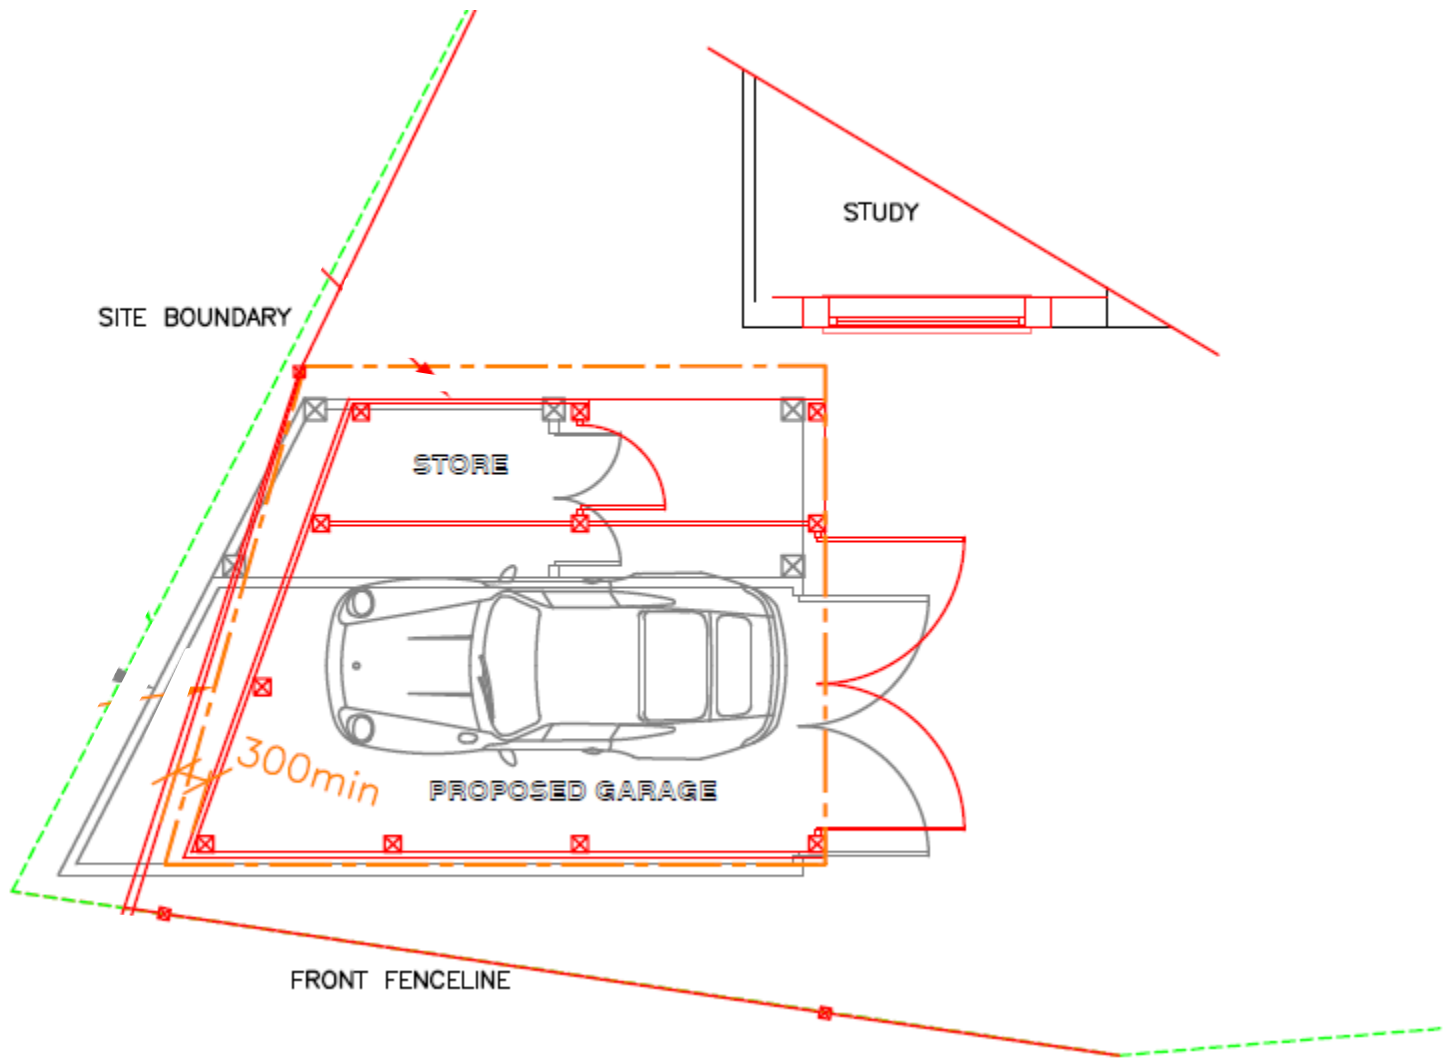 STUDY
SITE BOUNDARY
STORE
300min
PROPOSED GARAGE
FRONT FENCELINE